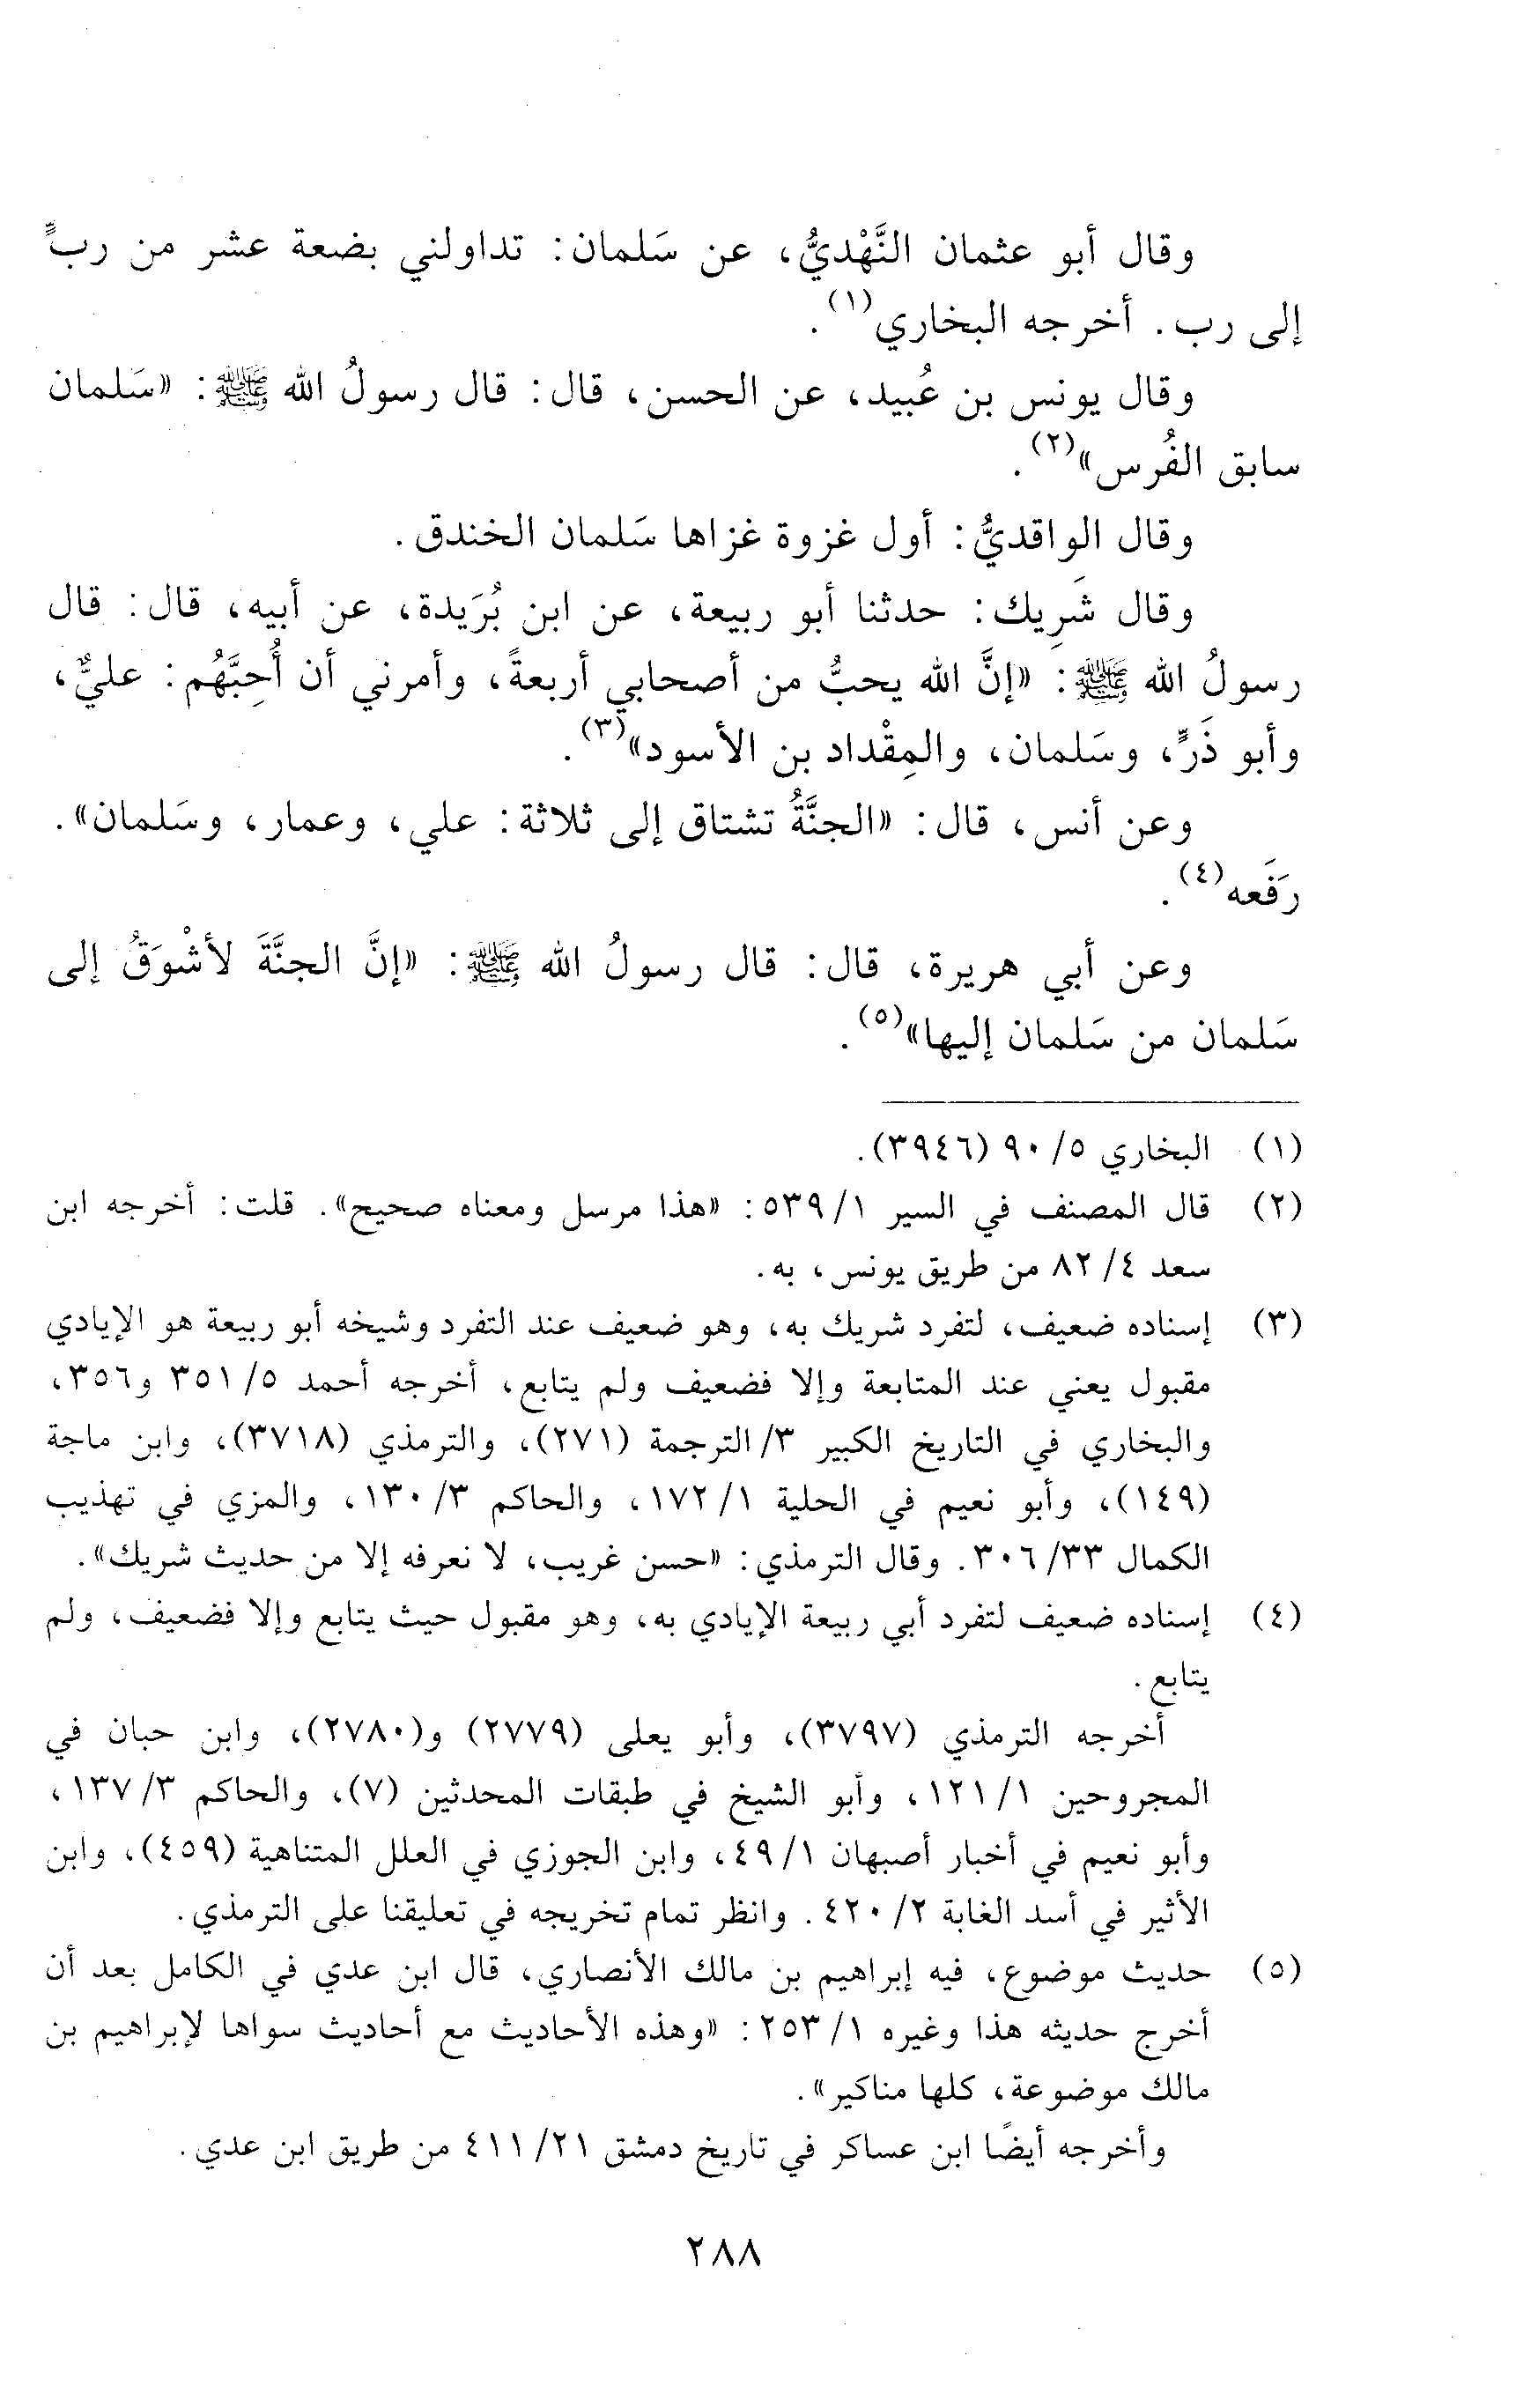 وقال أبو عثمان النَّهْديُّ، عن سَلمان: تداولني بضعة عشر من ربٍّ
إلى رب. أخرجه البخاري(١).
وقال يونس بن عُبيد، عن الحسن، قال: قال رسولُ الله ﷺ: «سَلمان
سابق الفُرس»(٢).
وقال الواقديُّ: أول غزوة غزاها سَلمان الخندق.
وقال شَرِيك: حدثنا أبو ربيعة، عن ابن بُرَيدة، عن أبيه، قال: قال
رسولُ الله ﷺ: «إنَّ الله يحبُّ من أصحابي أربعةً، وأمرني أن أُحِبَّهُم: عليٌّ،
وأبو ذَرٍّ، وسَلمان، والمِقْداد بن الأسود»(٣).
وعن أنس، قال: «الجنَّةُ تشتاق إلى ثلاثة: علي، وعمار، وسَلمان».
رَفَعه(٤).
وعن أبي هريرة، قال: قال رسولُ الله ﷺ: «إنَّ الجنَّةَ لأشْوَقُ إلى
سَلمان من سَلمان إليها»(٥).
(١) البخاري ٥/ ٩٠ (٣٩٤٦).
(٢) قال المصنف في السير ١/ ٥٣٩: «هذا مرسل ومعناه صحيح». قلت: أخرجه ابن
سعد ٤/ ٨٢ من طريق يونس، به.
(٣) إسناده ضعيف، لتفرد شريك به، وهو ضعيف عند التفرد وشيخه أبو ربيعة هو الإيادي
مقبول يعني عند المتابعة وإلا فضعيف ولم يتابع، أخرجه أحمد ٥/ ٣٥١ و٣٥٦،
والبخاري في التاريخ الكبير ٣/ الترجمة (٢٧١)، والترمذي (٣٧١٨)، وابن ماجة
(١٤٩)، وأبو نعيم في الحلية ١/ ١٧٢، والحاكم ٣/ ١٣٠، والمزي في تهذيب
الكمال ٣٣/ ٣٠٦. وقال الترمذي: «حسن غريب، لا نعرفه إلا من حديث شريك».
(٤) إسناده ضعيف لتفرد أبي ربيعة الإيادي به، وهو مقبول حيث يتابع وإلا فضعيف، ولم
يتابع.
أخرجه الترمذي (٣٧٩٧)، وأبو يعلى (٢٧٧٩) و(٢٧٨٠)، وابن حبان في
المجروحين ١/ ١٢١، وأبو الشيخ في طبقات المحدثين (٧)، والحاكم ٣/ ١٣٧،
وأبو نعيم في أخبار أصبهان ١/ ٤٩، وابن الجوزي في العلل المتناهية (٤٥٩)، وابن
الأثير في أسد الغابة ٢/ ٤٢٠. وانظر تمام تخريجه في تعليقنا على الترمذي.
(٥) حديث موضوع، فيه إبراهيم بن مالك الأنصاري، قال ابن عدي في الكامل بعد أن
أخرج حديثه هذا وغيره ١/ ٢٥٣: «وهذه الأحاديث مع أحاديث سواها لإبراهيم بن
مالك موضوعة، كلها مناكير».
وأخرجه أيضًا ابن عساكر في تاريخ دمشق ٢١/ ٤١١ من طريق ابن عدي.
٢٨٨